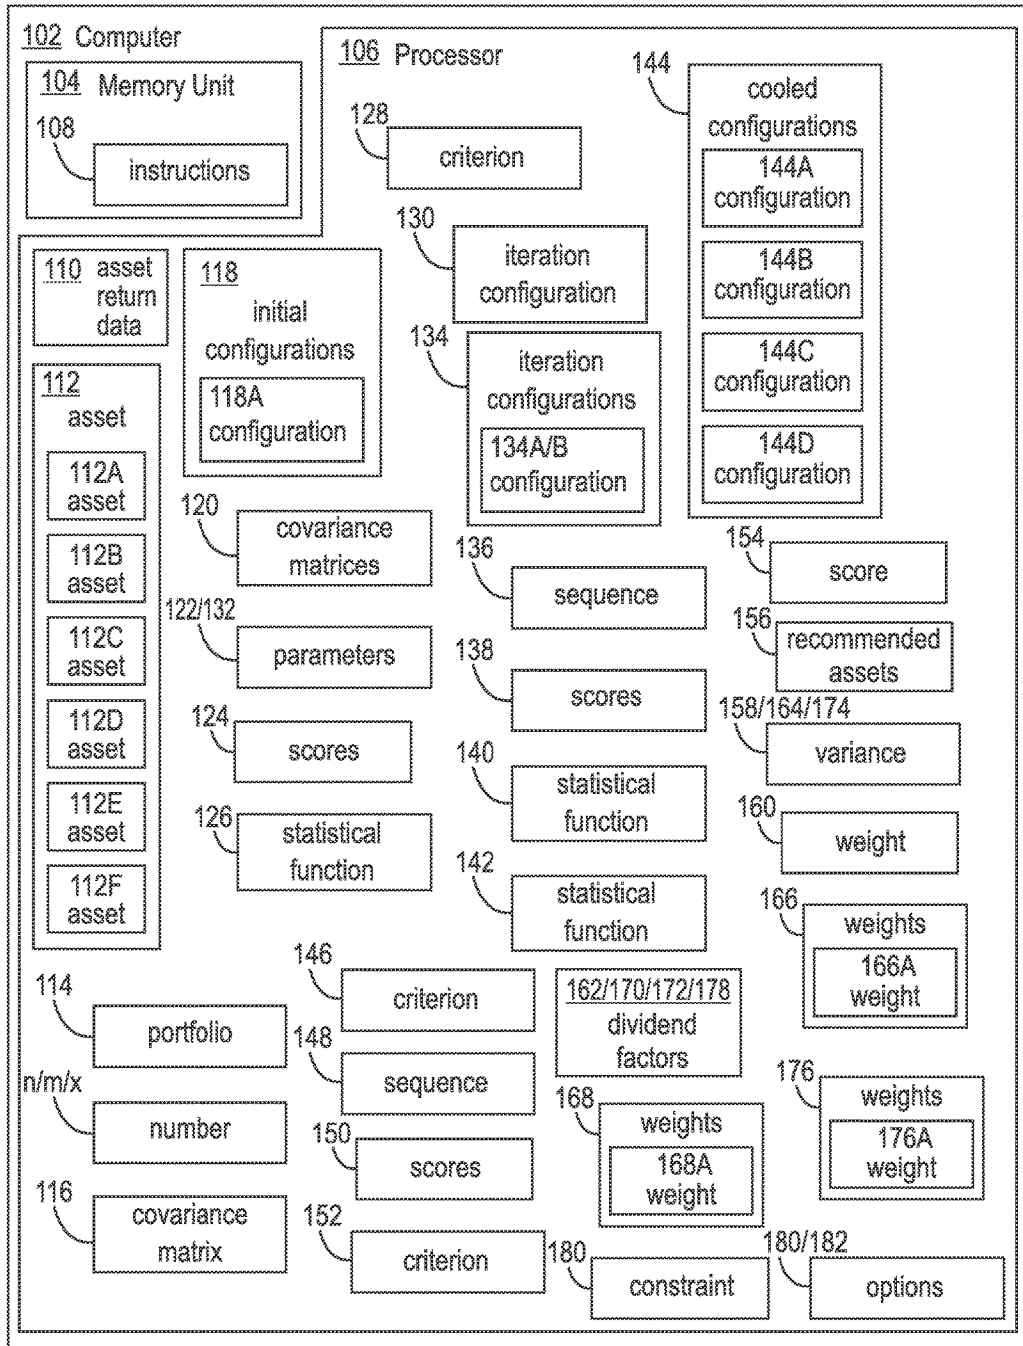 102 Computer
104 Memory Unit
108
instructions
106 Processor
128
criterion
130
iteration
configuration
134
iteration
configurations
134A/B
configuration
144
cooled
configurations
144A
configuration
144B
configuration
144C
configuration
144D
configuration
110 asset
return
data
112
asset
112A
asset
112B
asset
112C
asset
112D
asset
112E
asset
112F
asset
118
initial
configurations
118A
configuration
120
covariance
matrices
122/132
parameters
124
scores
126
statistical
function
136
sequence
138
scores
140
statistical
function
142
statistical
function
154
score
156
recommended
assets
158/164/174
variance
160
weight
166
weights
166A
weight
114
portfolio
n/m/x
number
116
covariance
matrix
146
criterion
148
sequence
150
scores
152
criterion
162/170/172/178
dividend
factors
168
weights
168A
weight
176
weights
176A
weight
180
constraint
180/182
options